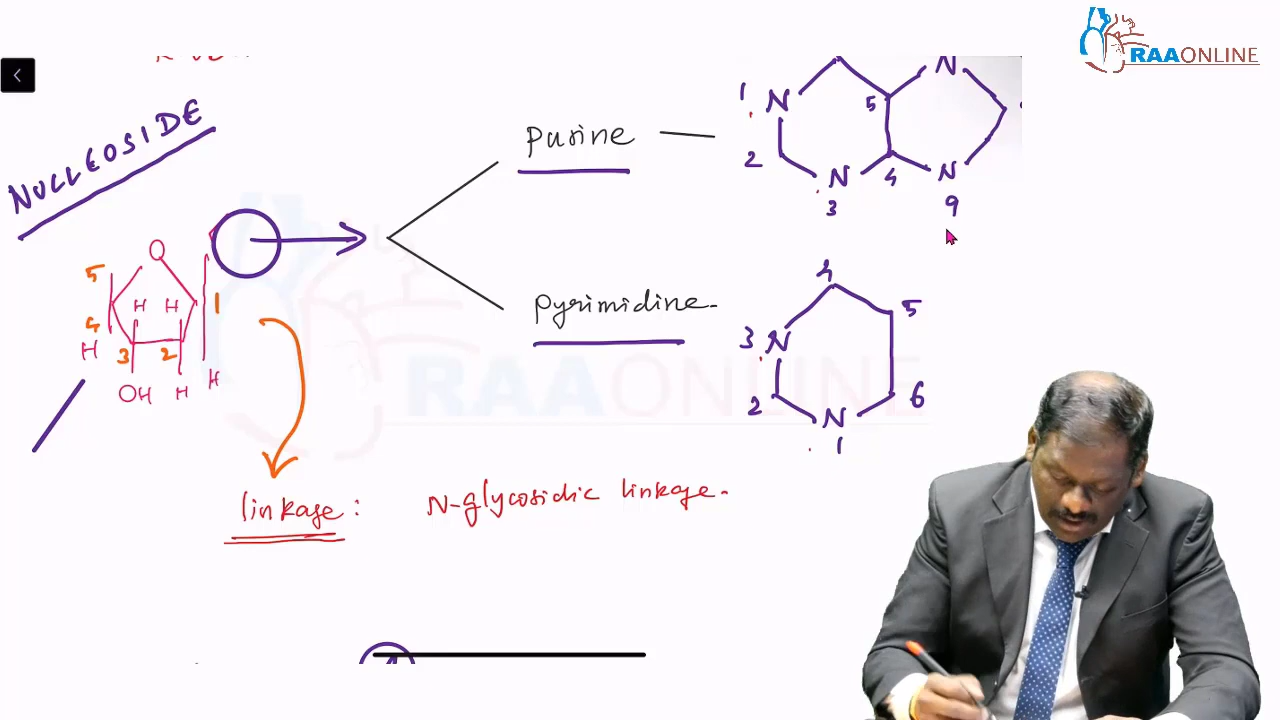 RAAONLINE
NUCLEOSIDE
Purine
1
N
5
N
2
N
4
N
3
9
O
5
H H
1
4
H
3 2
OH H H
Pyrimidine-
4
3 N
5
2
N
6
1
RAAONLINE
linkage : N-glycosidic linkage-